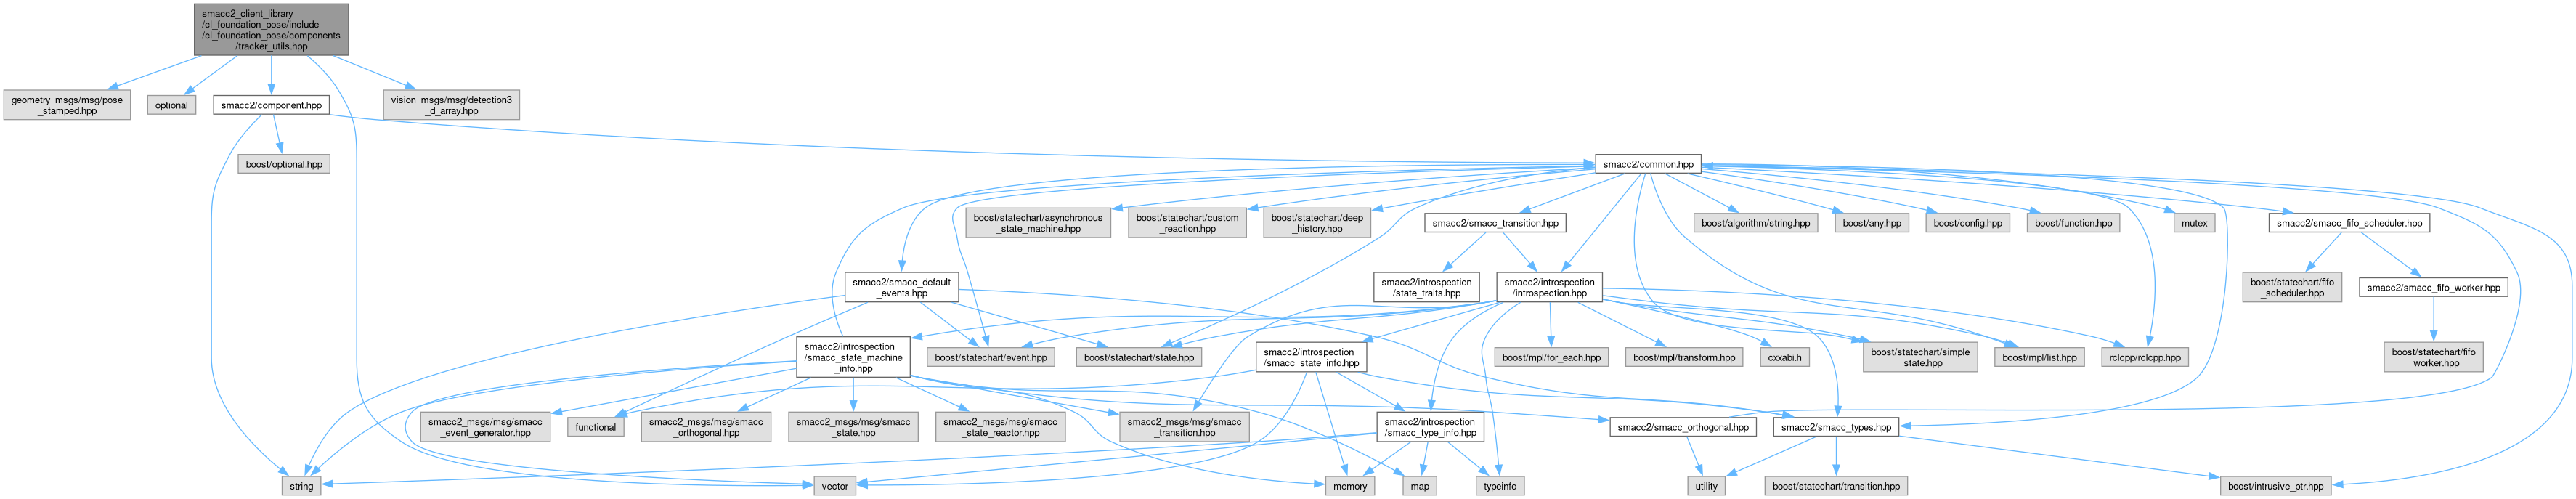 smacc2_client_library
/cl_foundation_pose/include
/cl_foundation_pose/components
/tracker_utils.hpp
geometry_msgs/msg/pose
_stamped.hpp
optional
smacc2/component.hpp
vision_msgs/msg/detection3
d_array.hpp
boost/optional.hpp
smacc2/common.hpp
boost/statechart/asynchronous
_state_machine.hpp
boost/statechart/custom
_reaction.hpp
boost/statechart/deep
_history.hpp
smacc2/smacc_transition.hpp
boost/algorithm/string.hpp
boost/any.hpp
boost/config.hpp
boost/function.hpp
mutex
smacc2/smacc_fifo_scheduler.hpp
smacc2/smacc_default
_events.hpp
smacc2/introspection
/state_traits.hpp
smacc2/introspection
/introspection.hpp
boost/statechart/fifo
_scheduler.hpp
smacc2/smacc_fifo_worker.hpp
smacc2/introspection
/smacc_state_machine
_info.hpp
boost/statechart/event.hpp
boost/statechart/state.hpp
smacc2/introspection
/smacc_state_info.hpp
boost/mpl/for_each.hpp
boost/mpl/transform.hpp
cxxabi.h
boost/statechart/simple
_state.hpp
boost/mpl/list.hpp
rclcpp/rclcpp.hpp
boost/statechart/fifo
_worker.hpp
smacc2_msgs/msg/smacc
_event_generator.hpp
functional
smacc2_msgs/msg/smacc
_orthogonal.hpp
smacc2_msgs/msg/smacc
_state.hpp
smacc2_msgs/msg/smacc
_state_reactor.hpp
smacc2_msgs/msg/smacc
_transition.hpp
smacc2/introspection
/smacc_type_info.hpp
smacc2/smacc_orthogonal.hpp
smacc2/smacc_types.hpp
string
vector
memory
map
typeinfo
utility
boost/statechart/transition.hpp
boost/intrusive_ptr.hpp